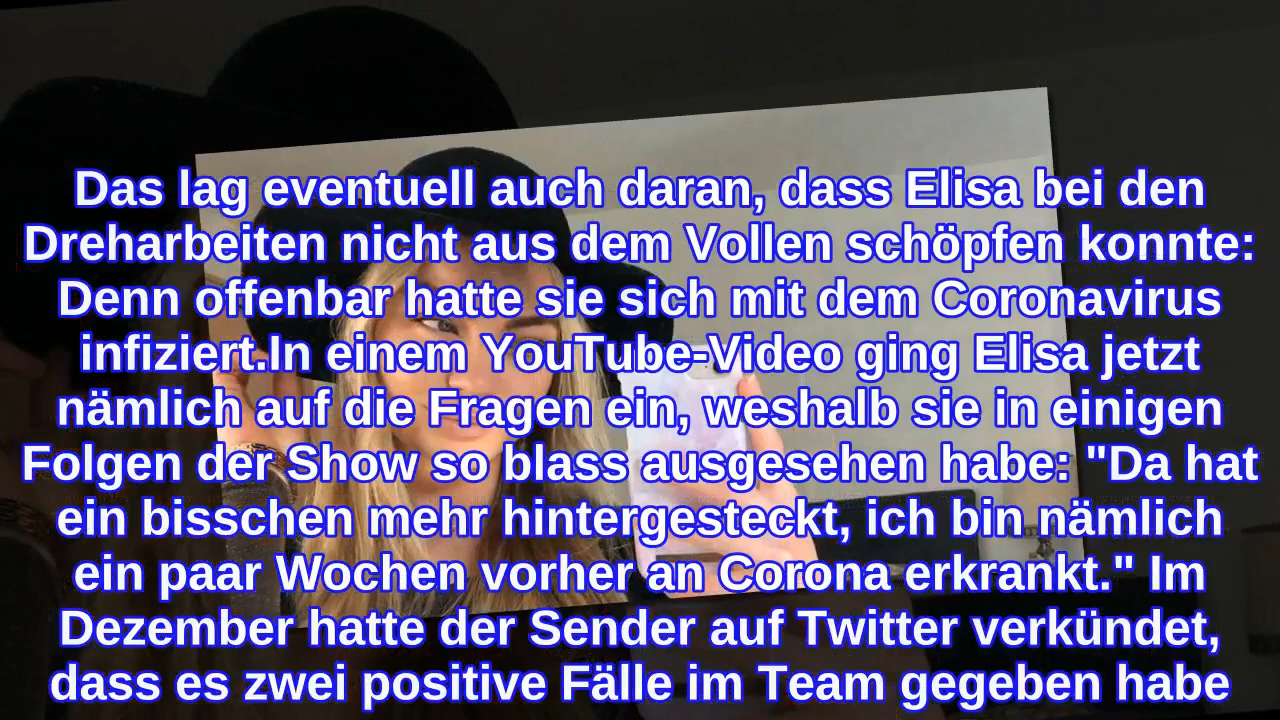 Das lag eventuell auch daran, dass Elisa bei den
Dreharbeiten nicht aus dem Vollen schöpfen konnte:
Denn offenbar hatte sie sich mit dem Coronavirus
infiziert.In einem YouTube-Video ging Elisa jetzt
nämlich auf die Fragen ein, weshalb sie in einigen
Folgen der Show so blass ausgesehen habe: "Da hat
ein bisschen mehr hintergesteckt, ich bin nämlich
ein paar Wochen vorher an Corona erkrankt." Im
Dezember hatte der Sender auf Twitter verkündet,
dass es zwei positive Fälle im Team gegeben habe